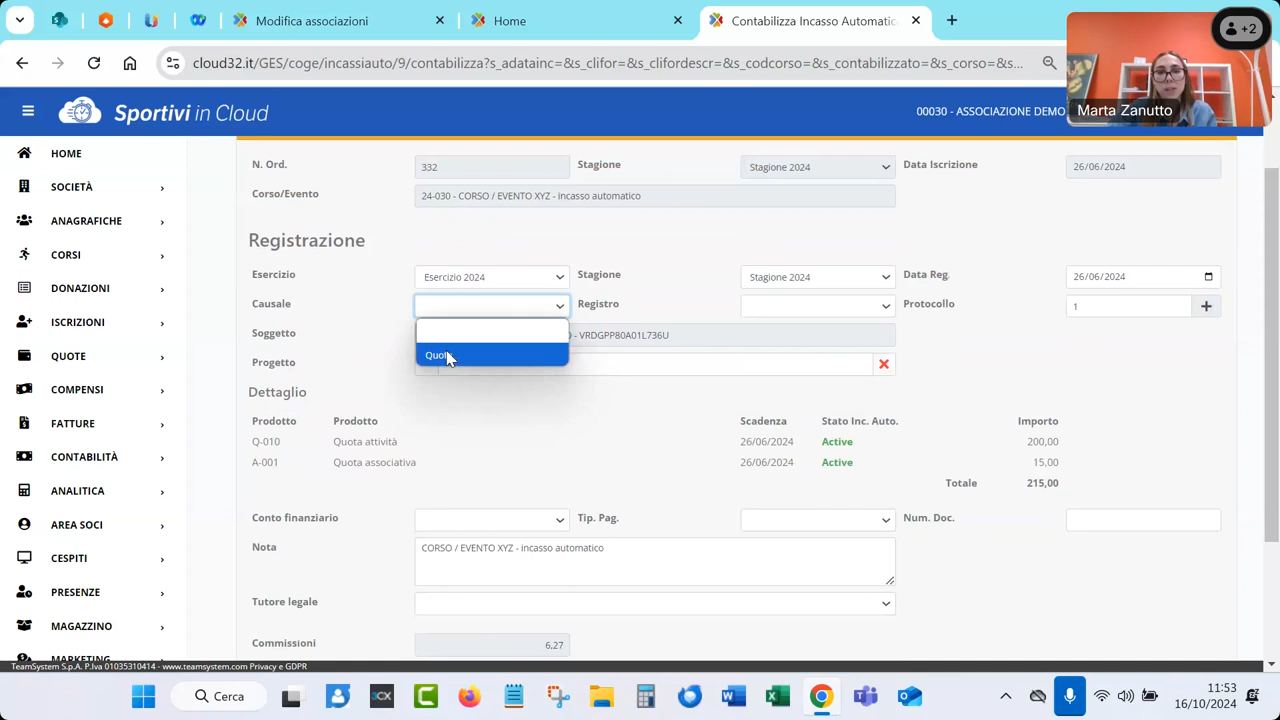 Modifica associazioni
Home
Contabilizza Incasso Automatic
+2
cloud32.it/GES/coge/incassiauto/9/contabilizza?s_adatare=&s_clifor=&s_clifordescr=&s_codcorso=&s_contabilizzato=&s_corso=&s...
Marta Zanutto
Sportivi in Cloud
00030 - ASSOCIAZIONE DEMO
HOME
SOCIETÀ
ANAGRAFICHE
CORSI
DONAZIONI
ISCRIZIONI
QUOTE
COMPENSI
FATTURE
CONTABILITÀ
ANALITICA
AREA SOCI
CESPITI
PRESENZE
MAGAZZINO
MARKETING
N. Ord. 332 Stagione Stagione 2024 Data Iscrizione 26/06/2024
Corso/Evento 24-030 - CORSO / EVENTO XYZ - incasso automatico
Registrazione
Esercizio Esercizio 2024 Stagione Stagione 2024 Data Reg. 26/06/2024
Causale Registro Protocollo 1
Soggetto - VRDGPP80A01L736U
Progetto
Dettaglio
Prodotto Prodotto Scadenza Stato Inc. Auto. Importo
Q-010 Quota attività 26/06/2024 Active 200,00
A-001 Quota associativa 26/06/2024 Active 15,00
Totale 215,00
Conto finanziario Tip. Pag. Num. Doc.
Nota CORSO / EVENTO XYZ - incasso automatico
Tutore legale
Commissioni 6,27
TeamSystem S.p.A. P.Iva 01035310414 - www.teamsystem.com Privacy e GDPR
Cerca
3CX
11:53
16/10/2024